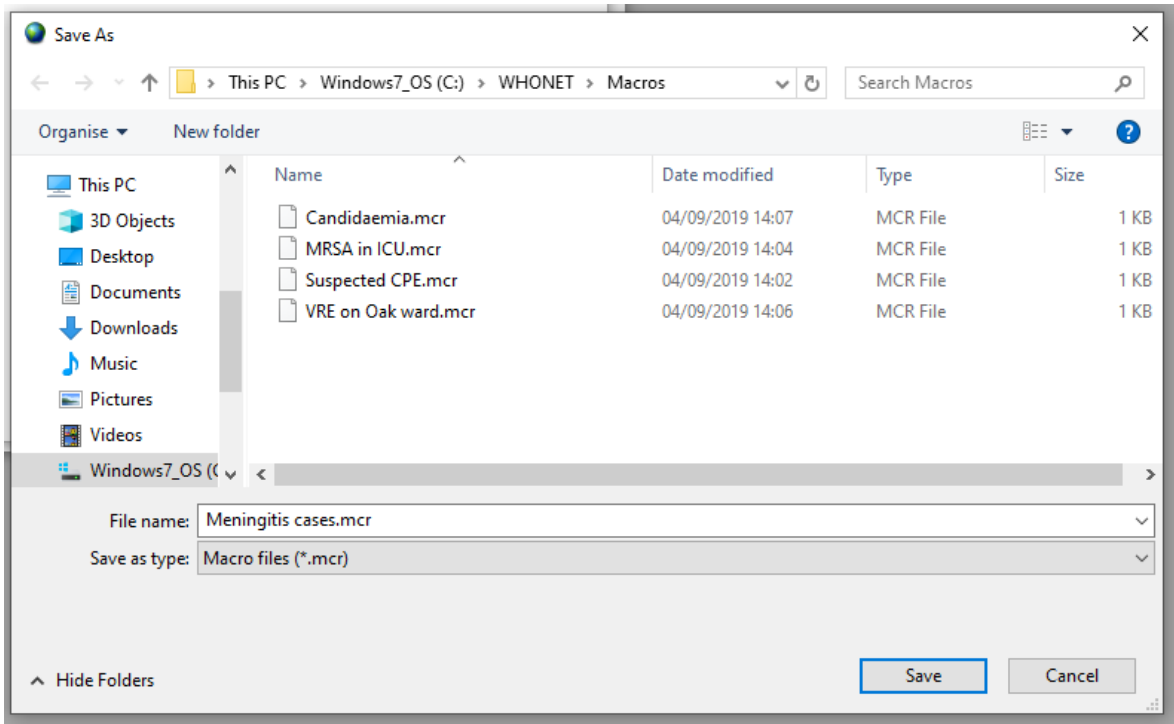 Save As
This PC > Windows7_OS (C:) > WHONET > Macros
Search Macros
Organise
New folder
This PC
3D Objects
Desktop
Documents
Downloads
Music
Pictures
Videos
Windows7_OS (C
Name Date modified Type Size
Candidaemia.mcr 04/09/2019 14:07 MCR File 1 KB
MRSA in ICU.mcr 04/09/2019 14:04 MCR File 1 KB
Suspected CPE.mcr 04/09/2019 14:02 MCR File 1 KB
VRE on Oak ward.mcr 04/09/2019 14:06 MCR File 1 KB
File name: Meningitis cases.mcr
Save as type: Macro files (*.mcr)
Hide Folders
Save
Cancel